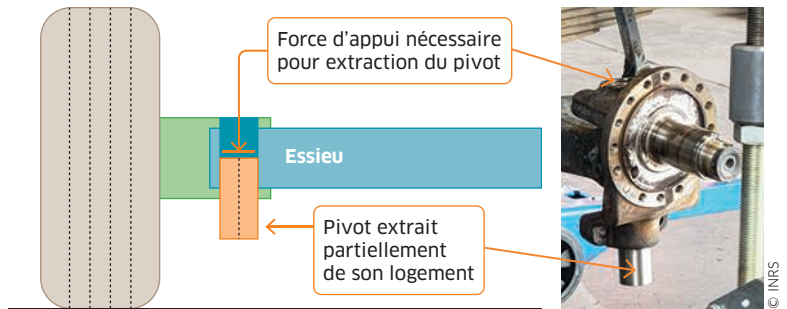 Force d'appui nécessaire
pour extraction du pivot
Essieu
Pivot extrait
partiellement
de son logement
© INRS